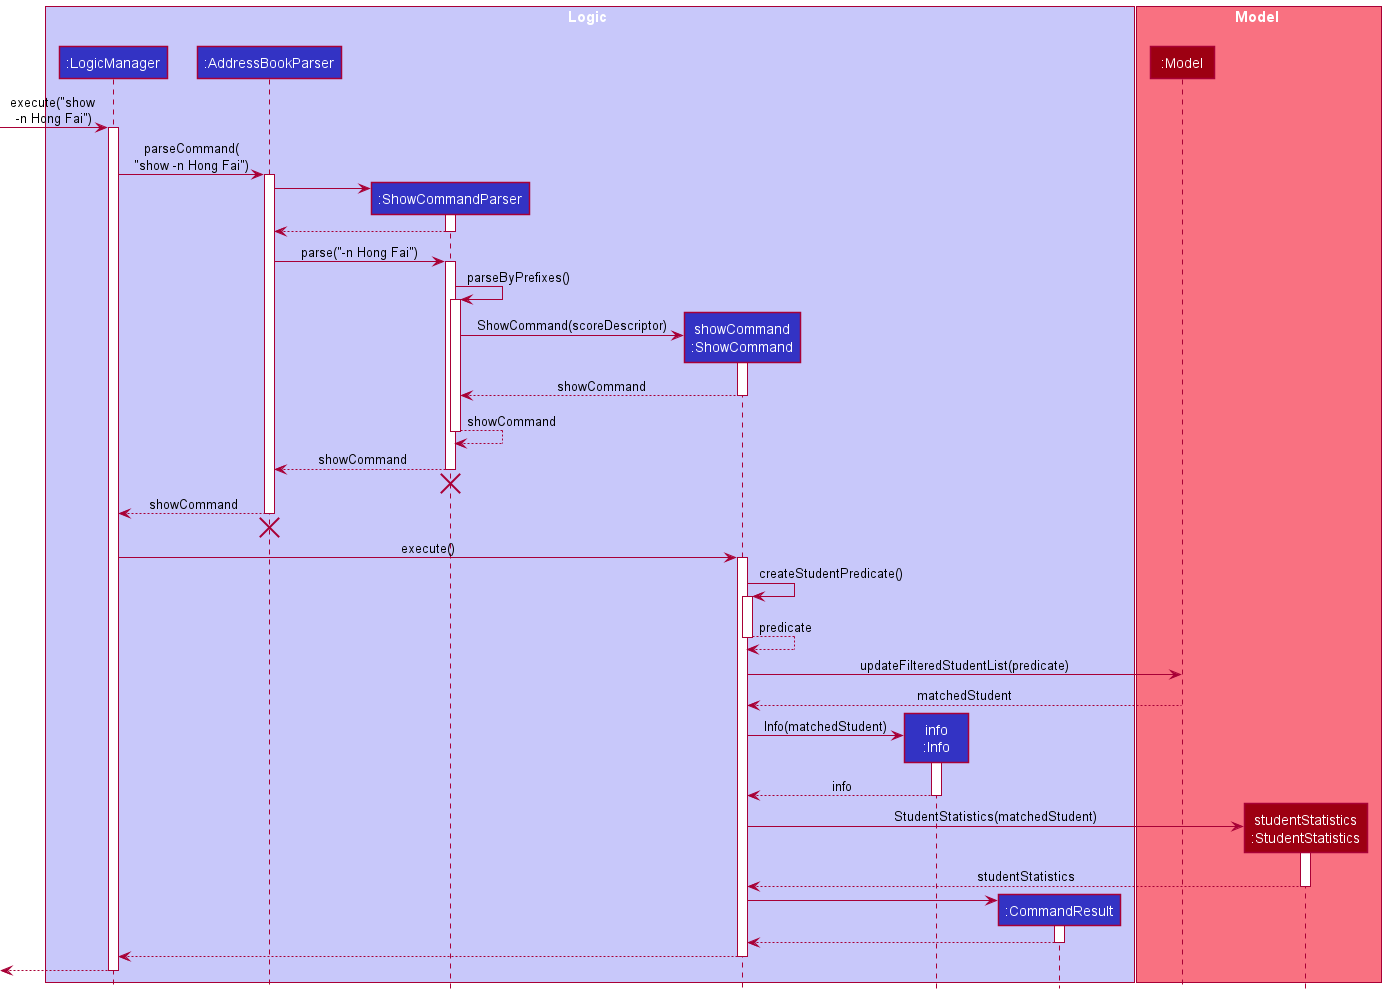 Logic
Model
:LogicManager
:AddressBookParser
:Model
execute("show
-n Hong Fai")
parseCommand(
"show -n Hong Fai")
:ShowCommandParser
parse("-n Hong Fai")
parseByPrefixes()
ShowCommand(scoreDescriptor)
showCommand
:ShowCommand
showCommand
showCommand
showCommand
showCommand
execute()
createStudentPredicate()
predicate
updateFilteredStudentList(predicate)
matchedStudent
Info(matchedStudent)
info
:Info
info
StudentStatistics(matchedStudent)
studentStatistics
:StudentStatistics
studentStatistics
:CommandResult